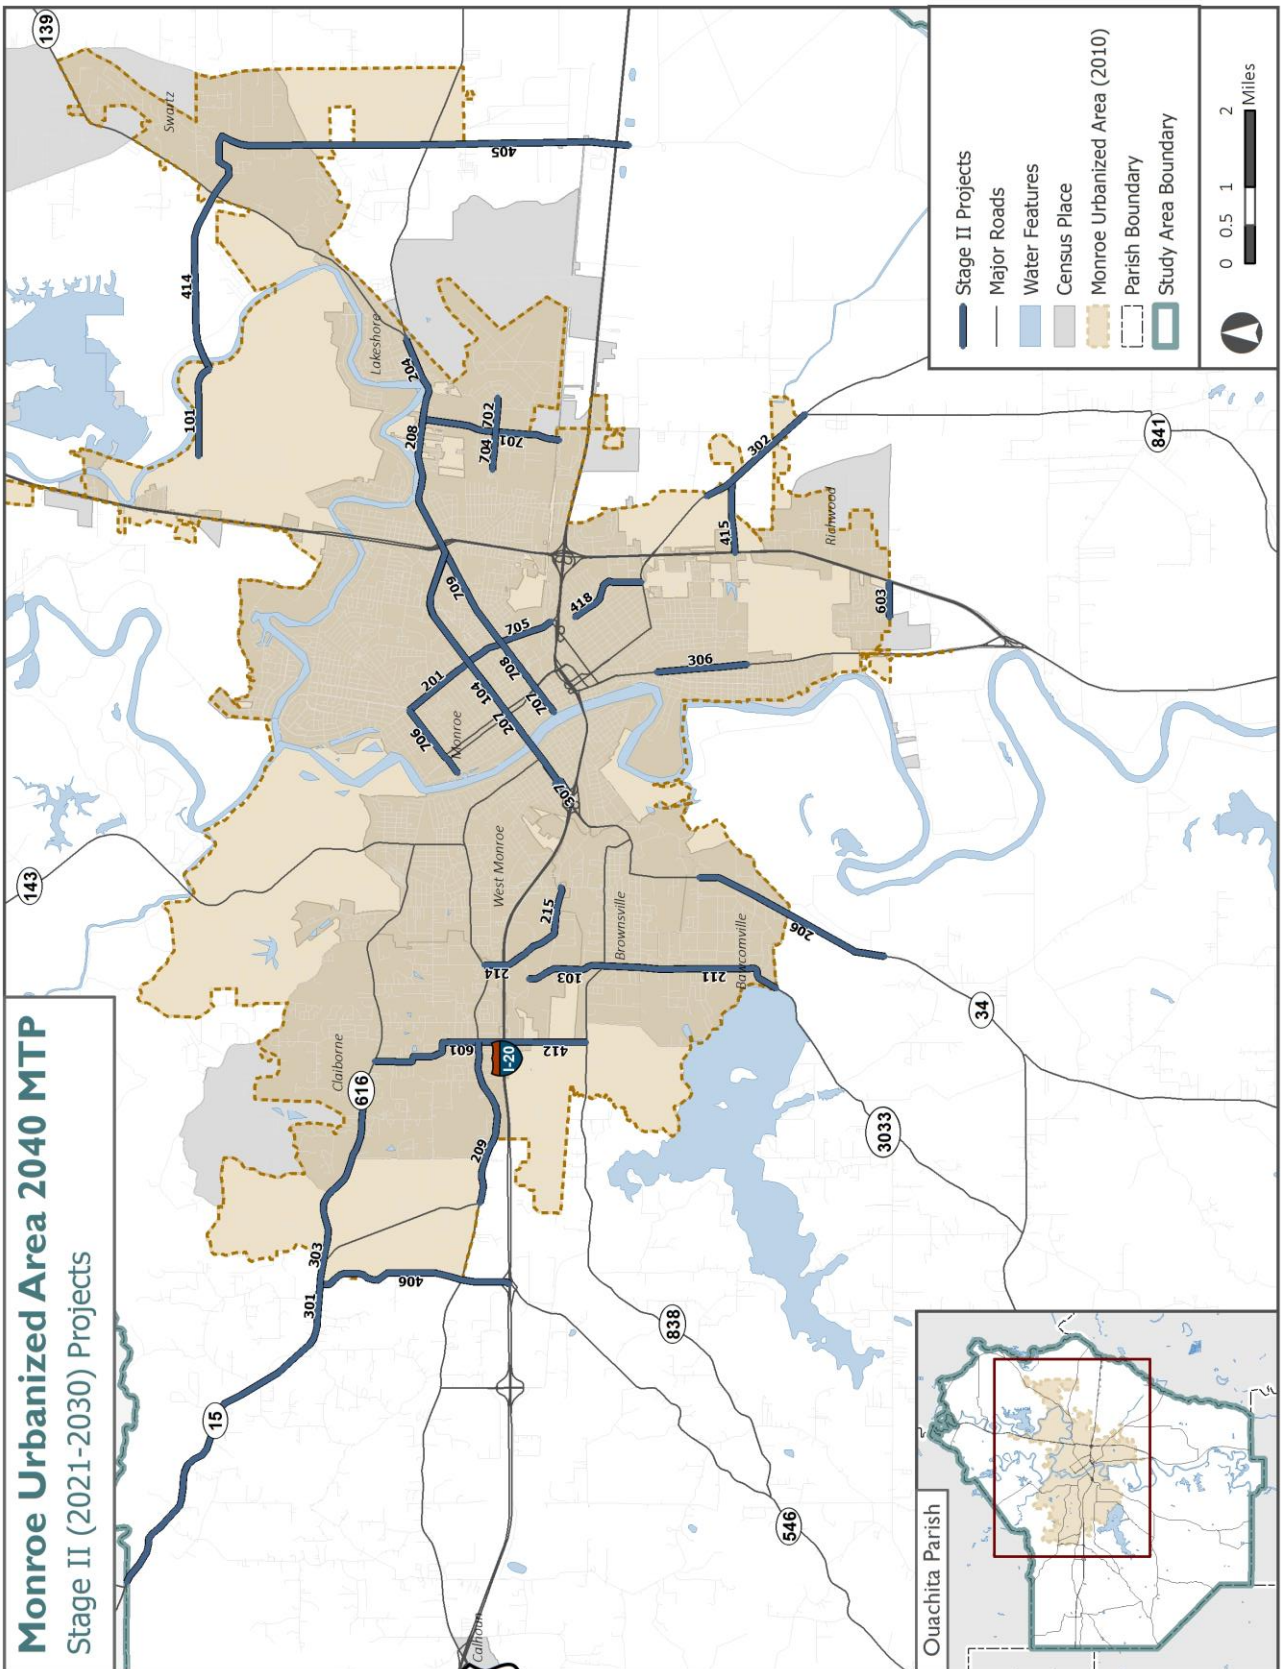 Monroe Urbanized Area 2040 MTP
Stage II (2021-2030) Projects
139
Swartz
405
414
101
Lakeshore
204
208
702
704
701
302
841
415
Richwood
603
709
705
418
306
201
708
104
207
707
706
Monroe
307
143
West Monroe
215
214
Brownsville
103
211
Bawcomville
206
34
Claiborne
616
601
I-20
412
209
3033
303
301
406
15
838
546
Calhoun
Stage II Projects
Major Roads
Water Features
Census Place
Monroe Urbanized Area (2010)
Parish Boundary
Study Area Boundary
0 0.5 1 2
Miles
Ouachita Parish